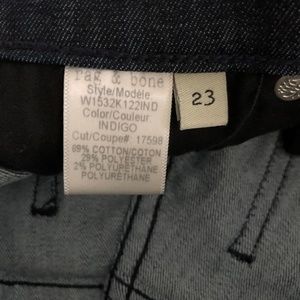 rag & bone
Style/Modèle:
W1532K122IND
Color/Couleur
INDIGO
Cut/Coupe# 17598
69% COTTON/COTON
29% POLYESTER
2% POLYURETHANE
POLYURÉTHANE
23